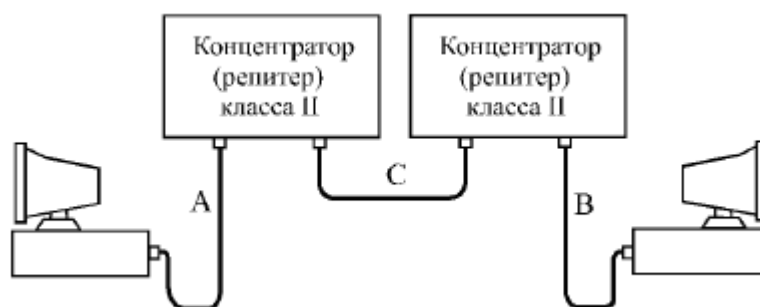 Концентратор
(репитер)
класса II
Концентратор
(репитер)
класса II
A
C
B